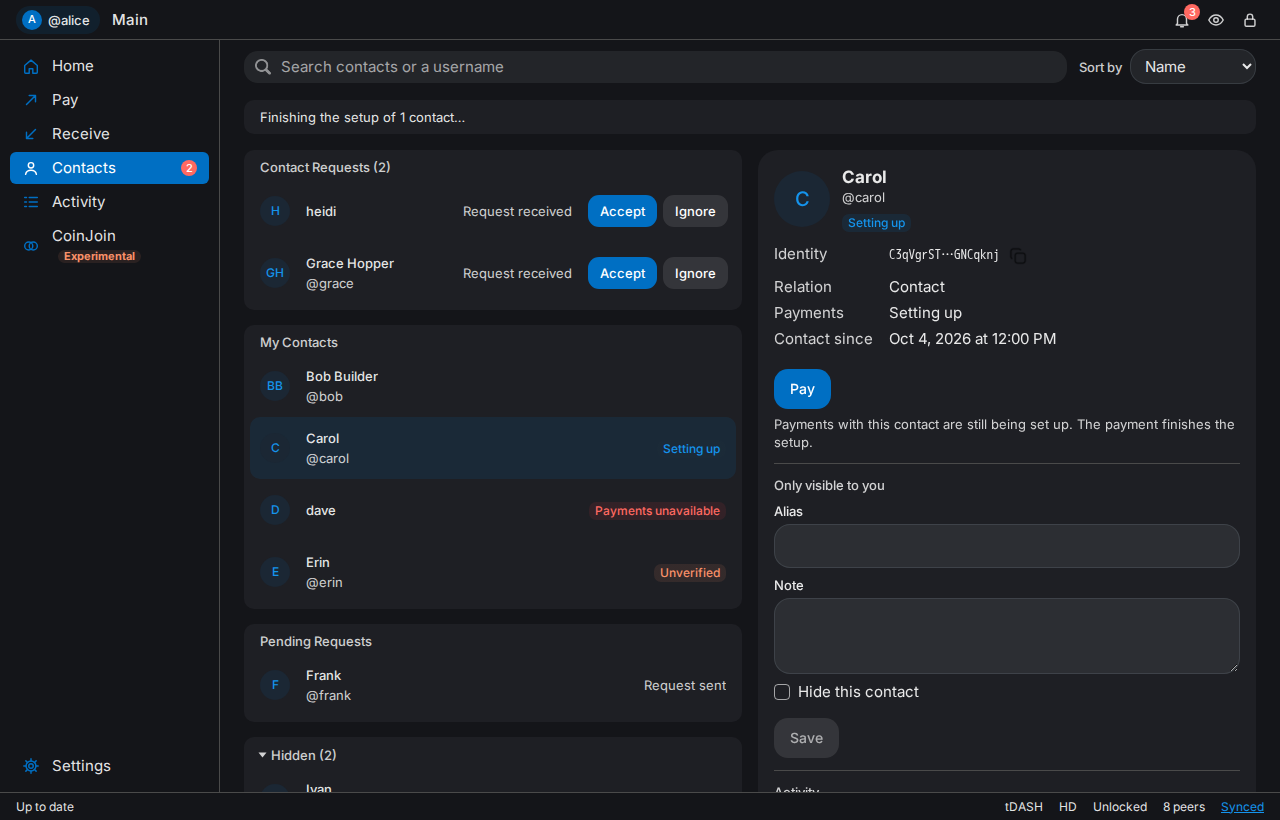 A @alice Main
3
Home
Pay
Receive
Contacts 2
Activity
CoinJoin
Experimental
Settings
Search contacts or a username
Sort by Name
Finishing the setup of 1 contact...
Contact Requests (2)
H heidi Request received Accept Ignore
GH Grace Hopper Request received Accept Ignore
@grace
My Contacts
BB Bob Builder
@bob
C Carol Setting up
@carol
D dave Payments unavailable
E Erin Unverified
@erin
Pending Requests
F Frank Request sent
@frank
Hidden (2)
Ivan
C Carol
@carol
Setting up
Identity C3qVgrST…GNCqknj
Relation Contact
Payments Setting up
Contact since Oct 4, 2026 at 12:00 PM
Pay
Payments with this contact are still being set up. The payment finishes the
setup.
Only visible to you
Alias
Note
Hide this contact
Save
Activity
Up to date
tDASH HD Unlocked 8 peers Synced